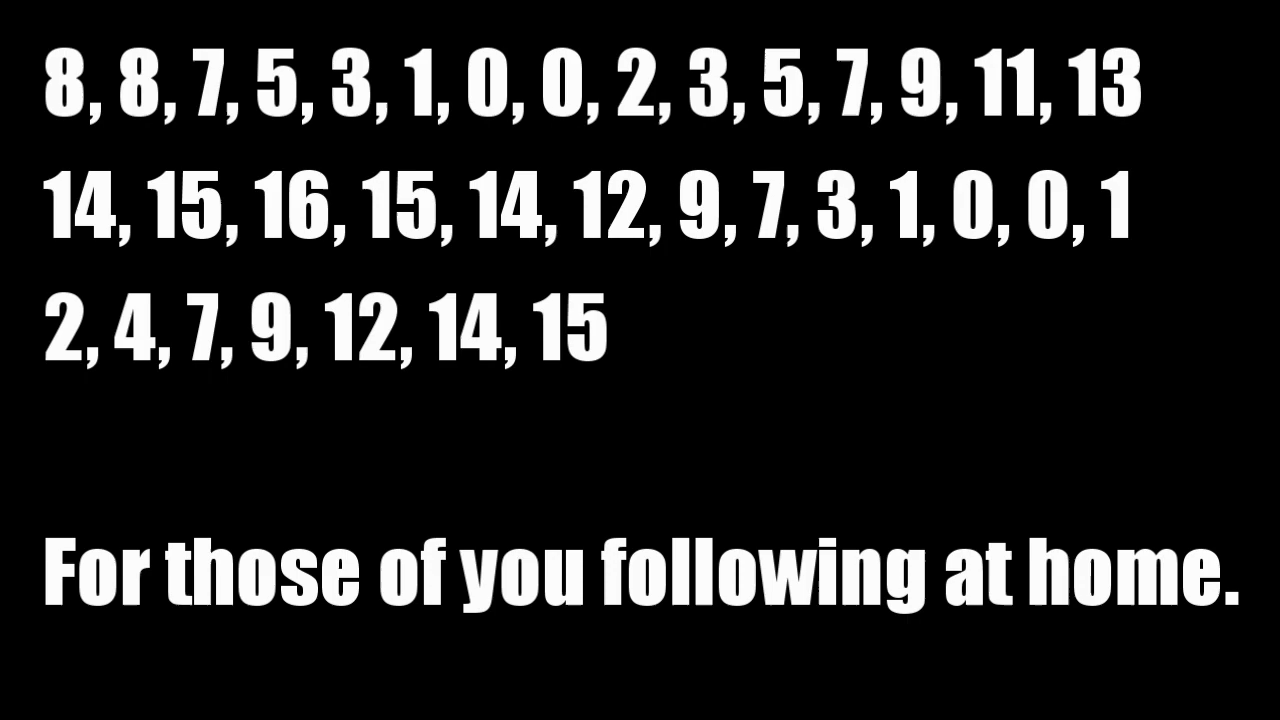 8, 8, 7, 5, 3, 1, 0, 0, 2, 3, 5, 7, 9, 11, 13
14, 15, 16, 15, 14, 12, 9, 7, 3, 1, 0, 0, 1
2, 4, 7, 9, 12, 14, 15
For those of you following at home.